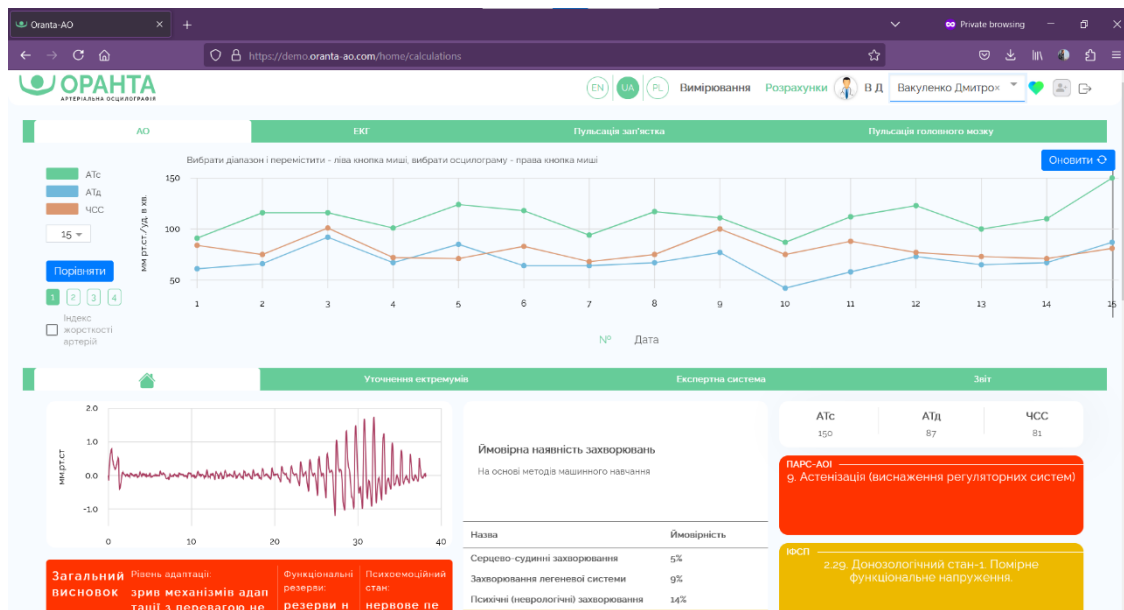 Oranta-AO
Private browsing
https://demo.oranta-ao.com/home/calculations
ОРАНТА
АРТЕРІАЛЬНА ОСЦИЛОГРАФІЯ
EN UA PL Вимірювання Розрахунки В Д Вакуленко Дмитро×
АО ЕКГ Пульсація зап'ястка Пульсація головного мозку
Вибрати діапазон і перемістити - ліва кнопка миші, вибрати осцилограму - права кнопка миші
Оновити
АТс
АТд
ЧСС
15
Порівняти
1 2 3 4
Індекс
жорсткості
артерій
мм рт.ст./уд. в хв.
150
100
50
1 2 3 4 5 6 7 8 9 10 11 12 13 14 15
№ Дата
Уточнення екстремумів Експертна система Звіт
мм.рт.ст
2.0
1.0
0.0
-1.0
0 10 20 30 40
Ймовірна наявність захворювань
На основі методів машинного навчання
Назва Ймовірність
Серцево-судинні захворювання 5%
Захворювання легеневої системи 9%
Психічні (неврологічні) захворювання 14%
АТс АТд ЧСС
150 87 81
ПАРС-АОІ
9. Астенізація (виснаження регуляторних систем)
ІФСП
2.29. Донозологічний стан-1. Помірне
функціональне напруження.
Загальний
висновок
Рівень адаптації:
зрив механізмів адап
тації з перевагою не
Функціональні
резерви:
резерви н
Психоемоційний
стан:
нервове пе